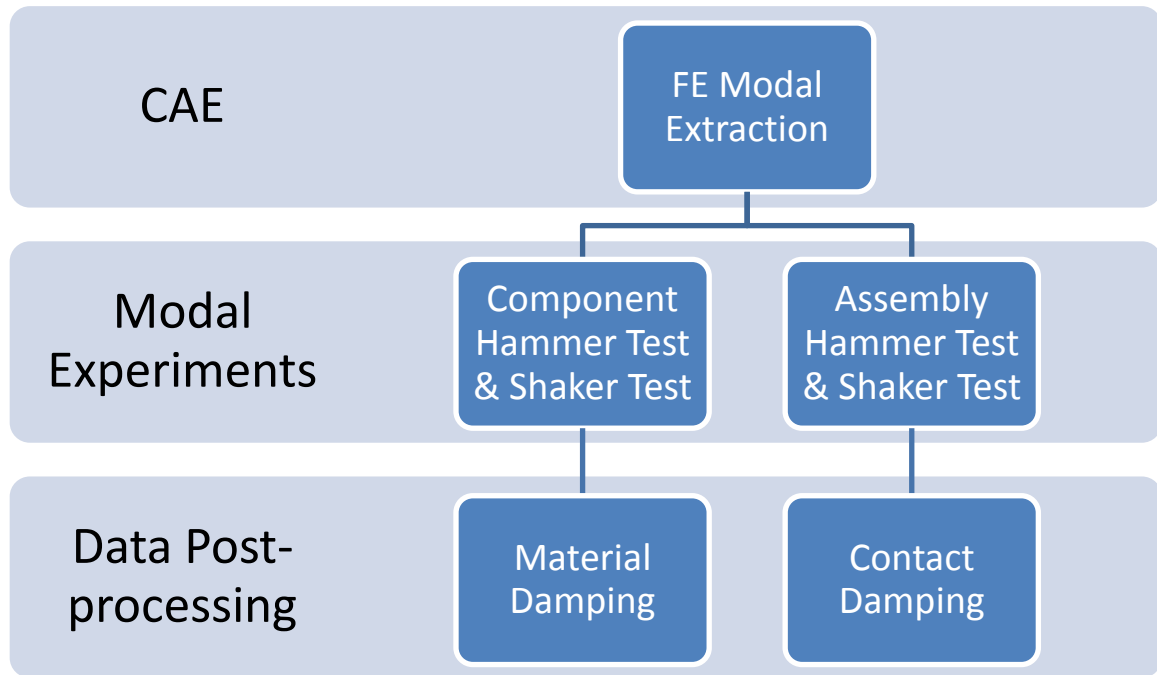 CAE
FE Modal
Extraction
Modal
Experiments
Component
Hammer Test
& Shaker Test
Assembly
Hammer Test
& Shaker Test
Data Post-
processing
Material
Damping
Contact
Damping